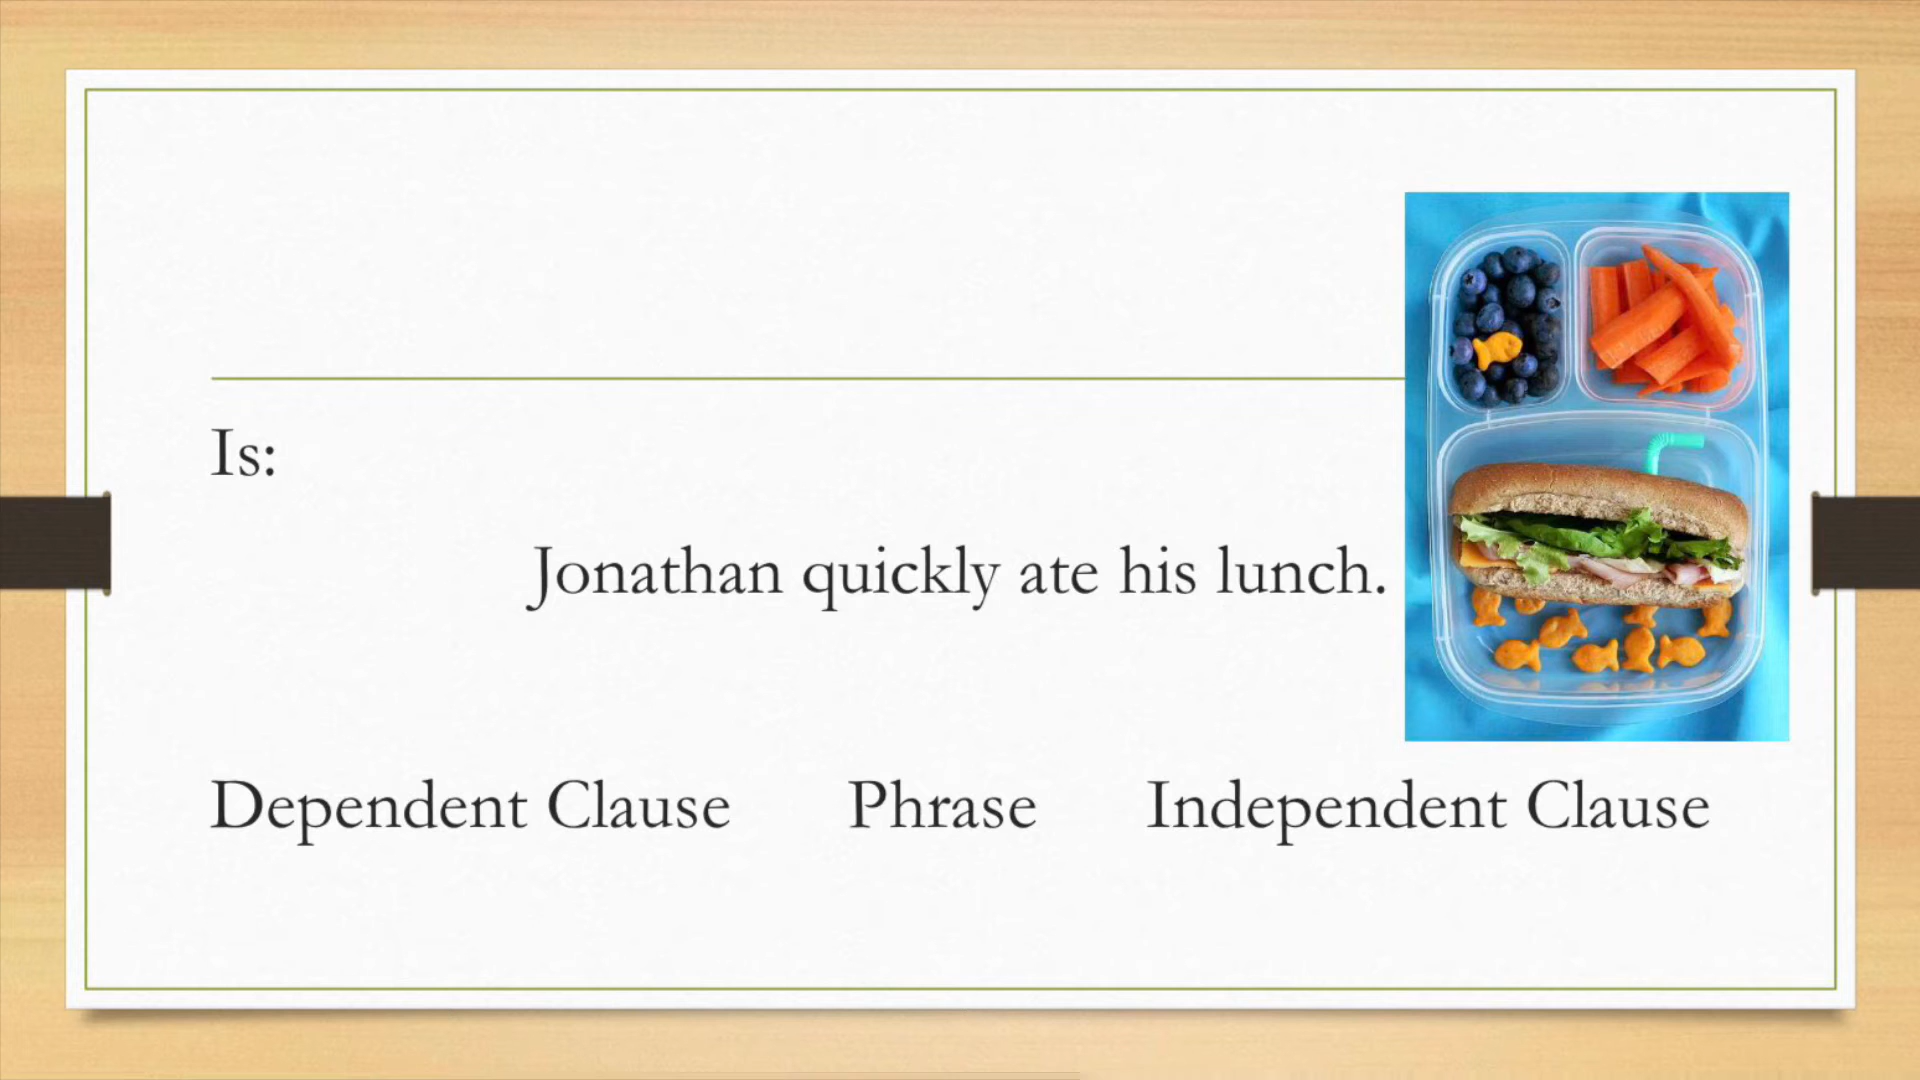 Is:
Jonathan quickly ate his lunch.
Dependent Clause Phrase Independent Clause